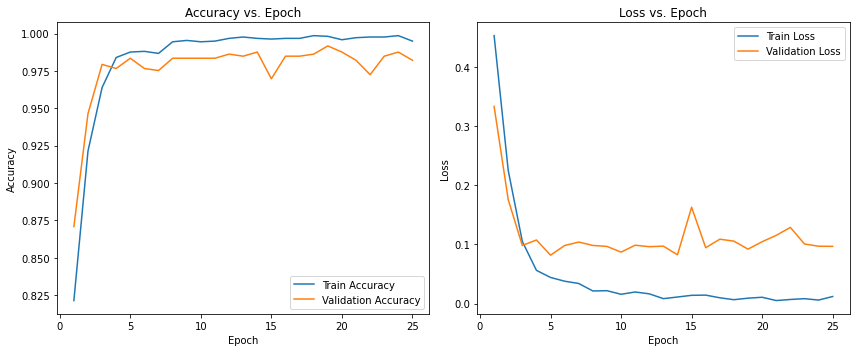 Accuracy vs. Epoch
1.000
0.975
0.950
0.925
0.900
0.875
0.850
0.825
Accuracy
0
5
10
15
20
25
Epoch
Train Accuracy
Validation Accuracy
Loss vs. Epoch
0.4
0.3
0.2
0.1
0.0
Loss
0
5
10
15
20
25
Epoch
Train Loss
Validation Loss